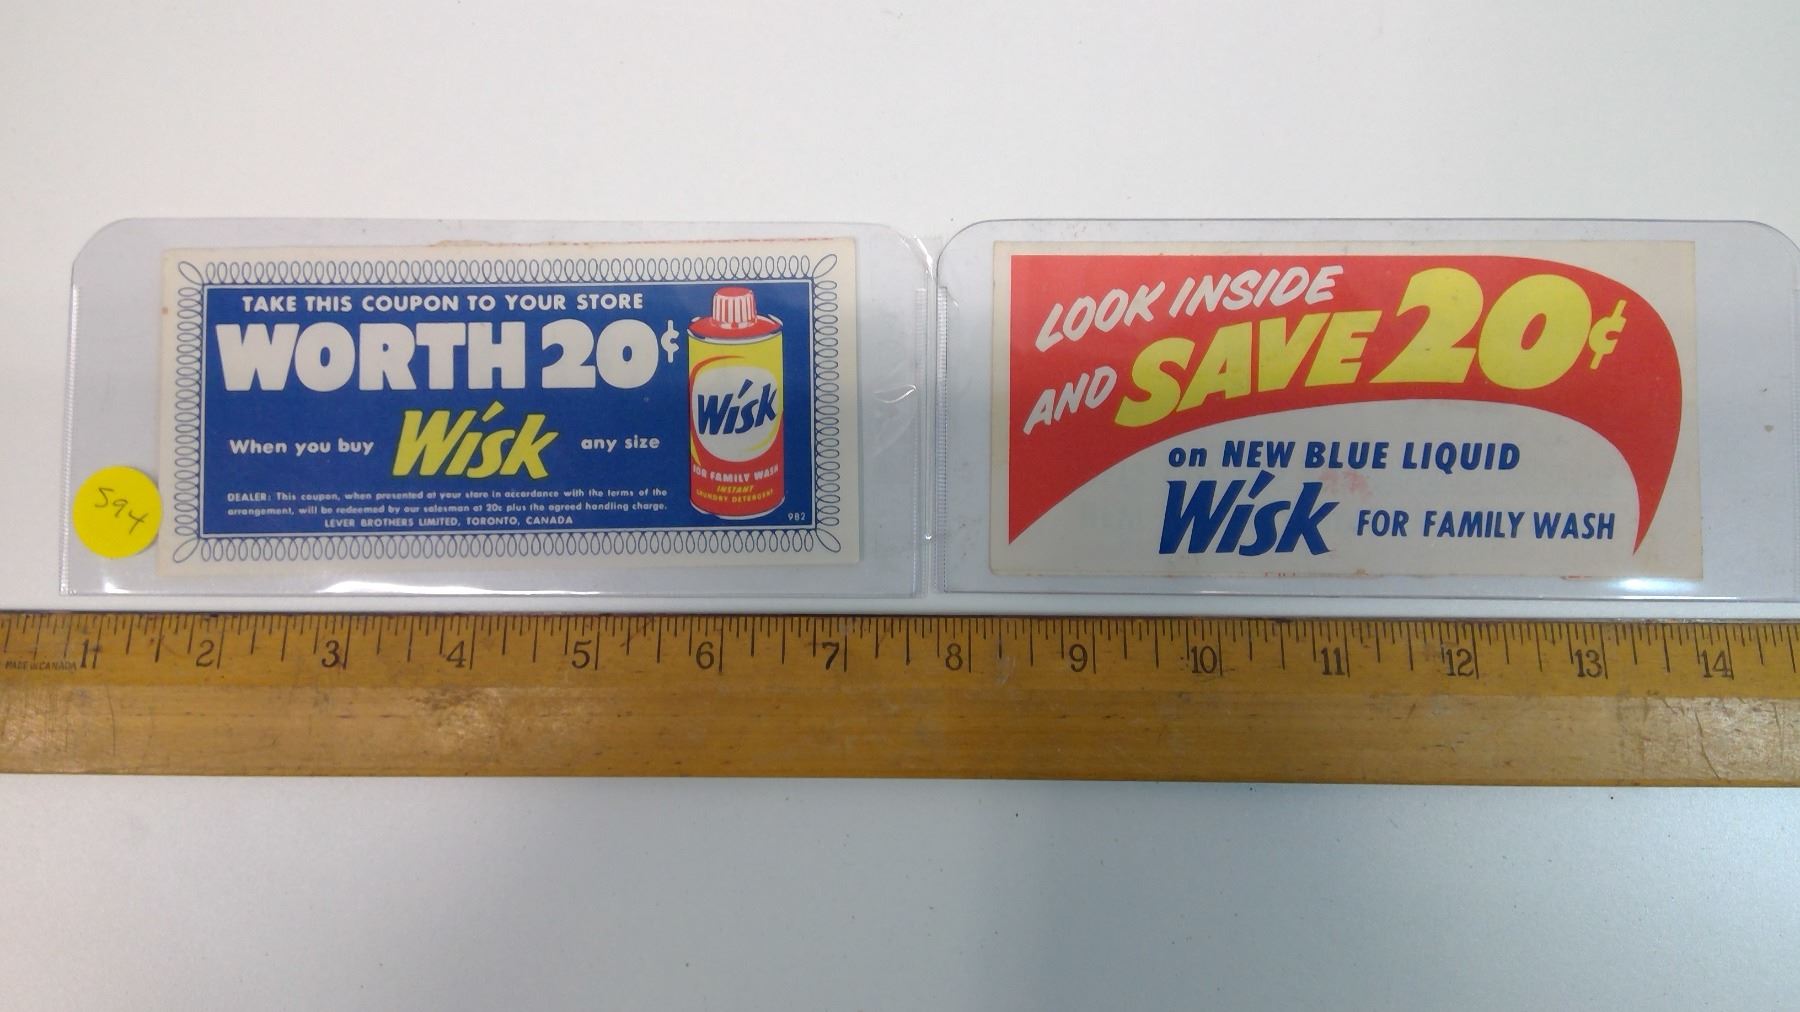 TAKE THIS COUPON TO YOUR STORE
WORTH 20¢
When you buy Wisk any size
DEALER: This coupon, when presented at your store in accordance with the terms of the
arrangement, will be redeemed by our salesman at 20c plus the agreed handling charge.
LEVER BROTHERS LIMITED, TORONTO, CANADA
982
Wisk
FOR FAMILY WASH
INSTANT
LAUNDRY DETERGENT
594
LOOK INSIDE
AND SAVE 20¢
on NEW BLUE LIQUID
Wisk FOR FAMILY WASH
1 2 3 4 5 6 7 8 9 10 11 12 13 14
MADE IN CANADA